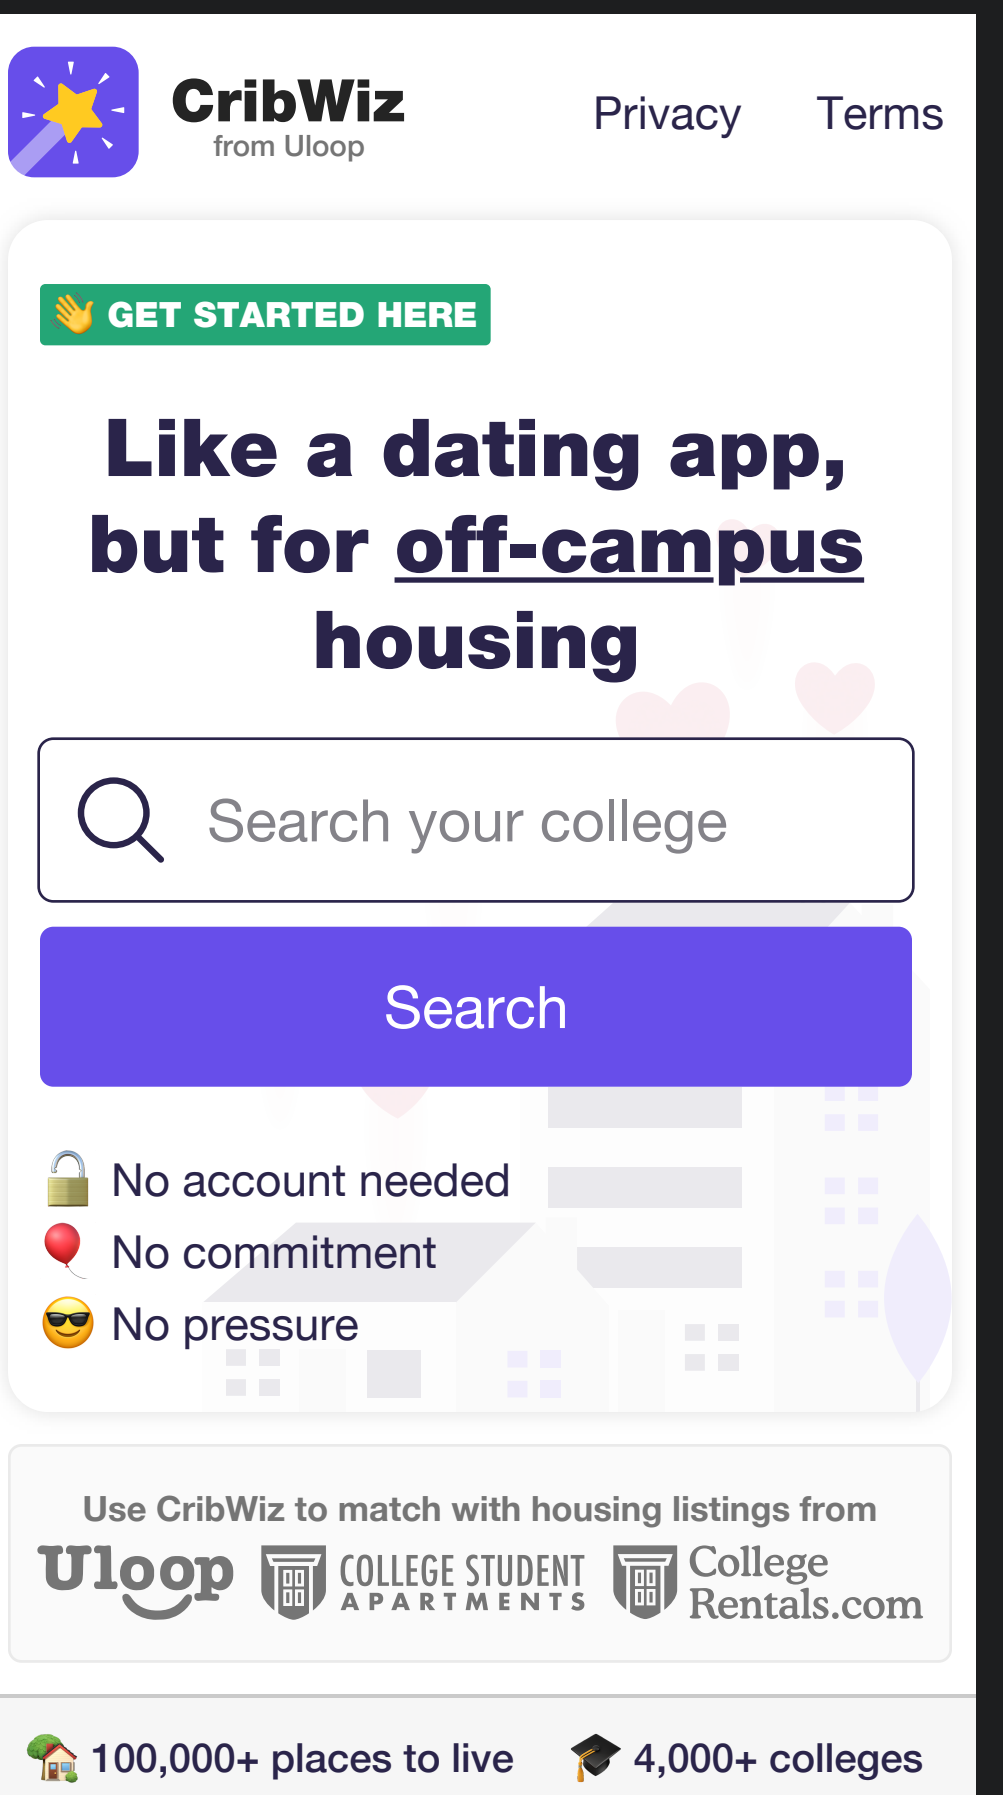 CribWiz
from Uloop
Privacy
Terms
👋 GET STARTED HERE
Like a dating app,
but for off-campus
housing
Search your college
Search
🔓 No account needed
🎈 No commitment
😎 No pressure
Use CribWiz to match with housing listings from
Uloop
COLLEGE STUDENT
APARTMENTS
College
Rentals.com
🏡 100,000+ places to live
🎓 4,000+ colleges